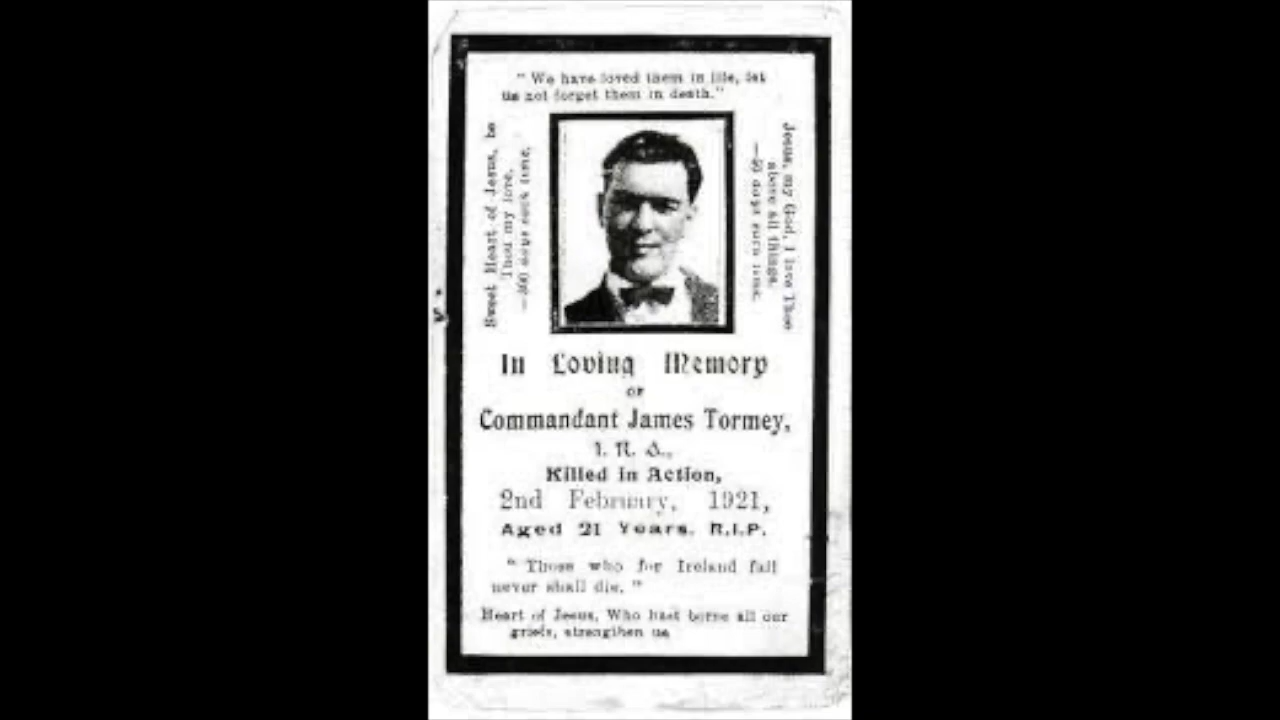 " We have loved them in life, let
us not forget them in death."
Sweet Heart of Jesus, be
Thou my love.
—300 days each time.
Jesus, my God, I love Thee
above all things.
—50 days each time.
In Loving Memory
OF
Commandant James Tormey,
I. R. A.,
Killed in Action,
2nd February, 1921,
Aged 21 Years. R.I.P.
" Those who for Ireland fall
never shall die. "
Heart of Jesus, Who hast borne all our
griefs, strengthen us